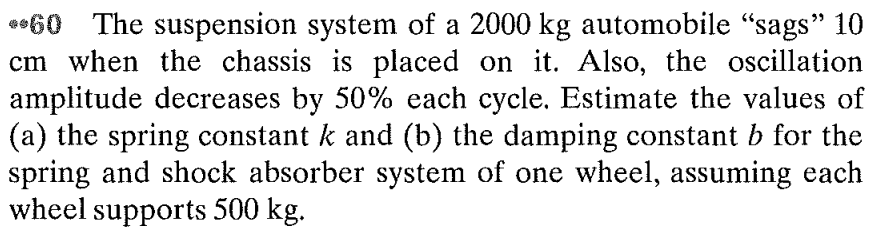 ••60 The suspension system of a 2000 kg automobile “sags” 10
cm when the chassis is placed on it. Also, the oscillation
amplitude decreases by 50% each cycle. Estimate the values of
(a) the spring constant k and (b) the damping constant b for the
spring and shock absorber system of one wheel, assuming each
wheel supports 500 kg.